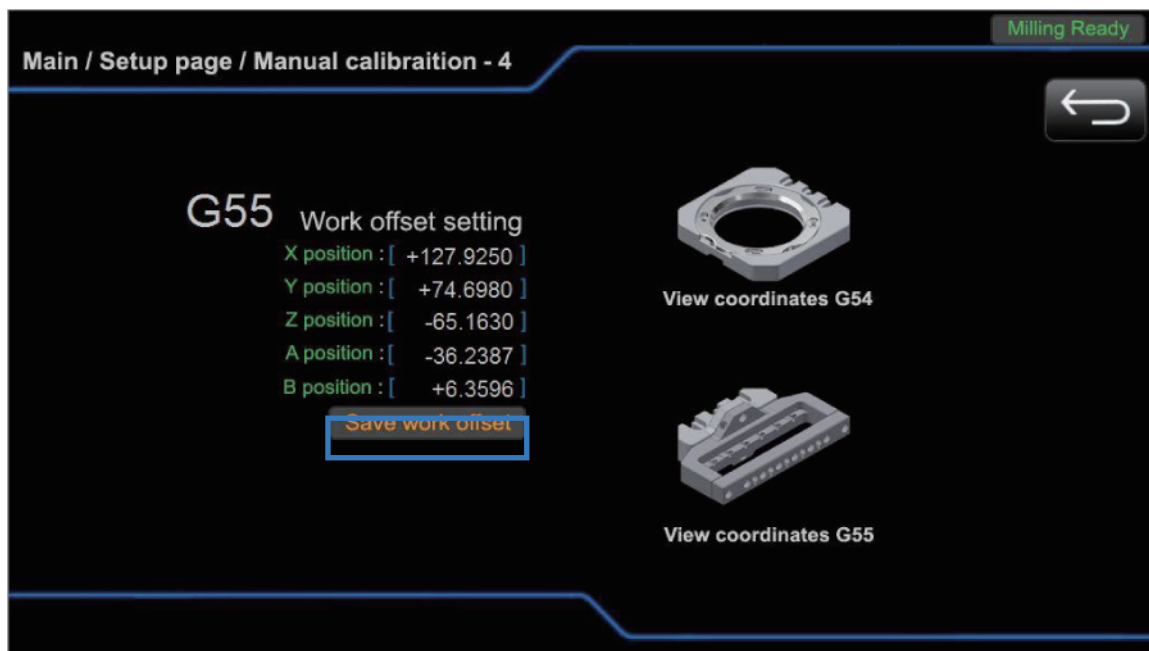 Milling Ready
Main / Setup page / Manual calibraition - 4
G55 Work offset setting
X position : [ +127.9250 ]
Y position : [ +74.6980 ]
Z position : [ -65.1630 ]
A position : [ -36.2387 ]
B position : [ +6.3596 ]
Save work offset
View coordinates G54
View coordinates G55